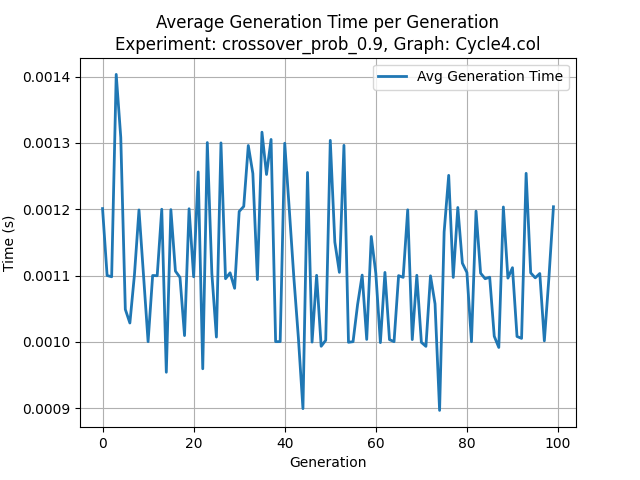 Average Generation Time per Generation
Experiment: crossover_prob_0.9, Graph: Cycle4.col
Avg Generation Time
0.0014
0.0013
0.0012
0.0011
0.0010
0.0009
Time (s)
0 20 40 60 80 100
Generation